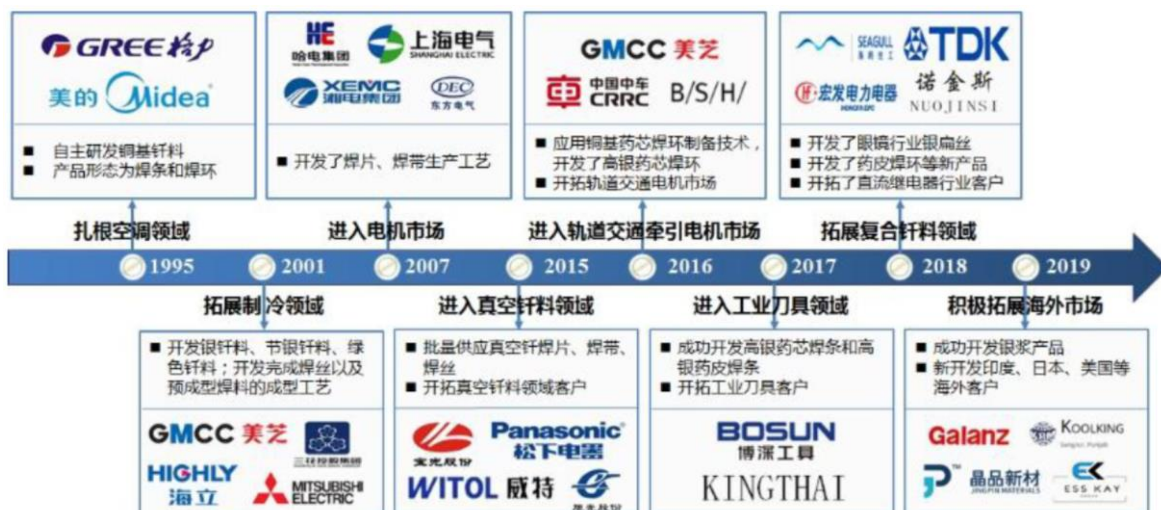 GREE 格力
美的 Midea
■ 自主研发铜基钎料
■ 产品形态为焊条和焊环
扎根空调领域
HE
哈电集团
上海电气
SHANGHAI ELECTRIC
XEMC
湘电集团
DEC
东方电气
■ 开发了焊片、焊带生产工艺
进入电机市场
GMCC 美芝
中国中车
CRRC
B/S/H/
■ 应用铜基药芯焊环制备技术，
开发了高银药芯焊环
■ 开拓轨道交通电机市场
进入轨道交通牵引电机市场
SEAGULL
TDK
宏发电力电器
诺金斯
NUOJINSI
■ 开发了眼镜行业银扁丝
■ 开发了药皮焊环等新产品
■ 开拓了直流继电器行业客户
拓展复合钎料领域
1995 2001 2007 2015 2016 2017 2018 2019
拓展制冷领域
■ 开发银钎料、节银钎料、绿
色钎料；开发完成焊丝以及
预成型焊料的成型工艺
GMCC 美芝
三花控股集团
HIGHLY
海立
MITSUBISHI
ELECTRIC
进入真空钎料领域
■ 批量供应真空钎焊片、焊带、
焊丝
■ 开拓真空钎料领域客户
宝光股份
Panasonic
松下电器
WITOL 威特
进入工业刀具领域
■ 成功开发高银药芯焊条和高
银药皮焊条
■ 开拓工业刀具客户
BOSUN
博深工具
KINGTHAI
积极拓展海外市场
■ 成功开发银浆产品
■ 新开发印度、日本、美国等
海外客户
Galanz
KOOLKING
晶品新材
JINGPIN MATERIALS
EK
ESS KAY